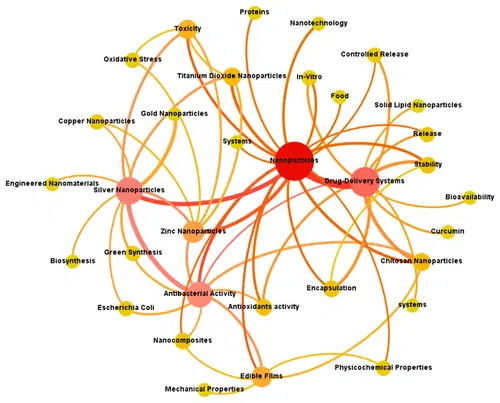 Proteins
Nanotechnology
Toxicity
Oxidative Stress
Controlled Release
Titanium Dioxide Nanoparticles
In-Vitro
Food
Solid Lipid Nanoparticles
Gold Nanoparticles
Copper Nanoparticles
Systems
Release
Nanoparticles
Stability
Drug-Delivery Systems
Engineered Nanomaterials
Silver Nanoparticles
Bioavailability
Zinc Nanoparticles
Curcumin
Green Synthesis
Biosynthesis
Chitosan Nanoparticles
Encapsulation
Antibacterial Activity
Escherichia Coli
Antioxidants activity
systems
Nanocomposites
Physicochemical Properties
Edible Films
Mechanical Properties